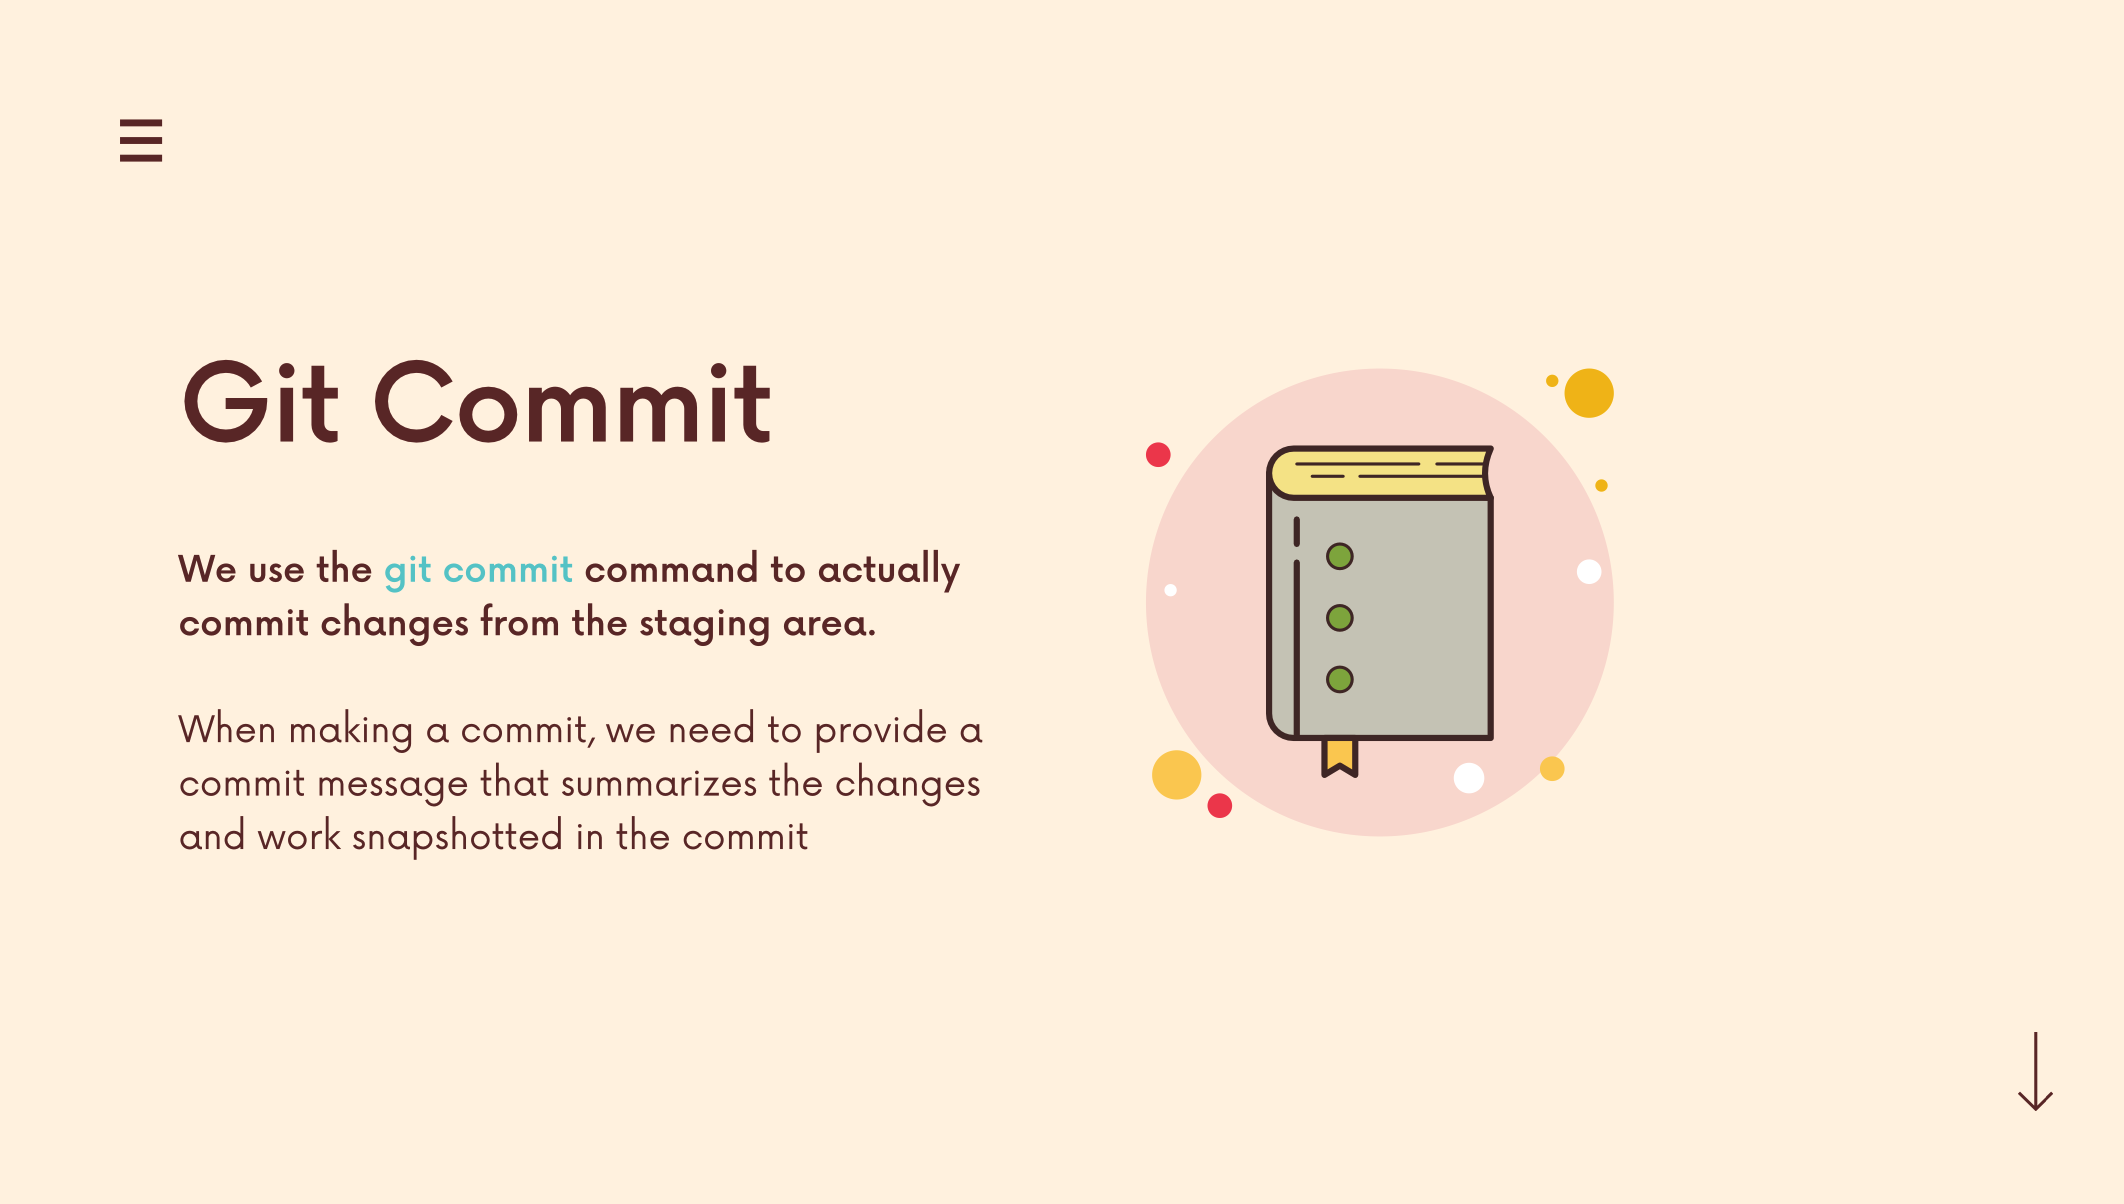 Git Commit
We use the git commit command to actually
commit changes from the staging area.
When making a commit, we need to provide a
commit message that summarizes the changes
and work snapshotted in the commit